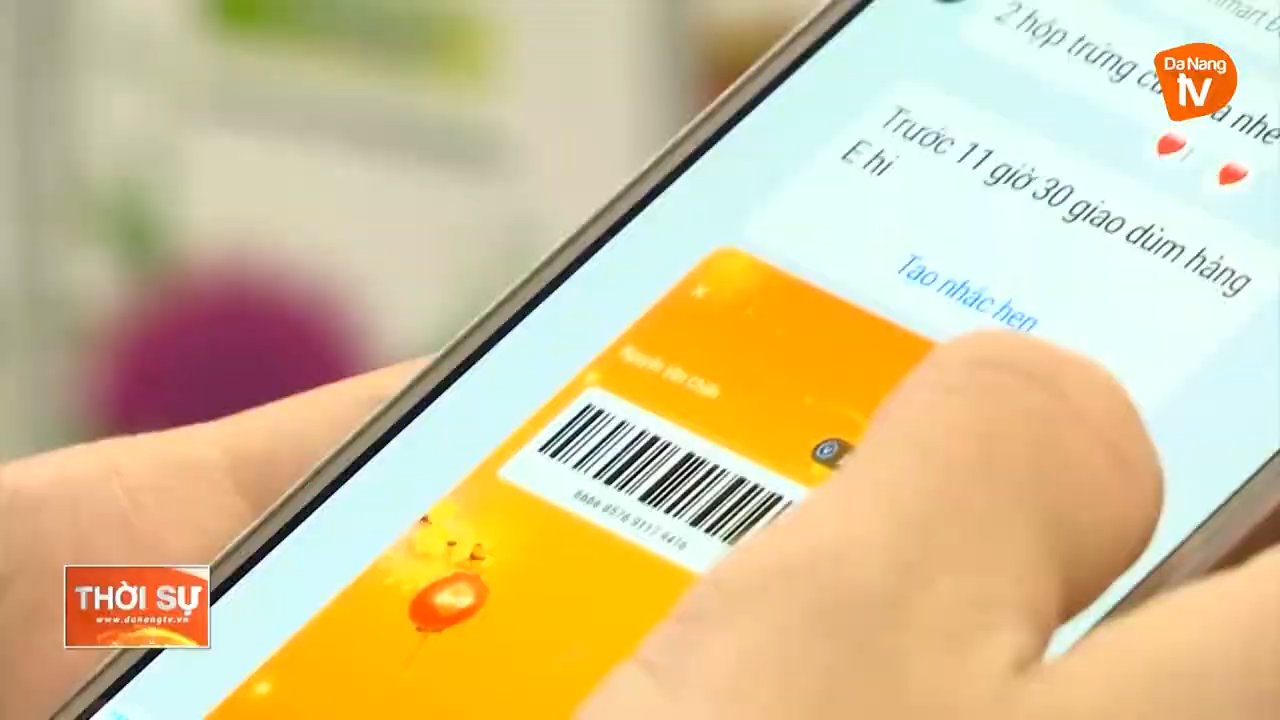 2 hộp trứng
nhé
Trước 11 giờ 30 giao dùm hàng
E hi
Tạo nhắc hẹn
Da Nang
tv
THỜI SỰ
www.danangtv.vn